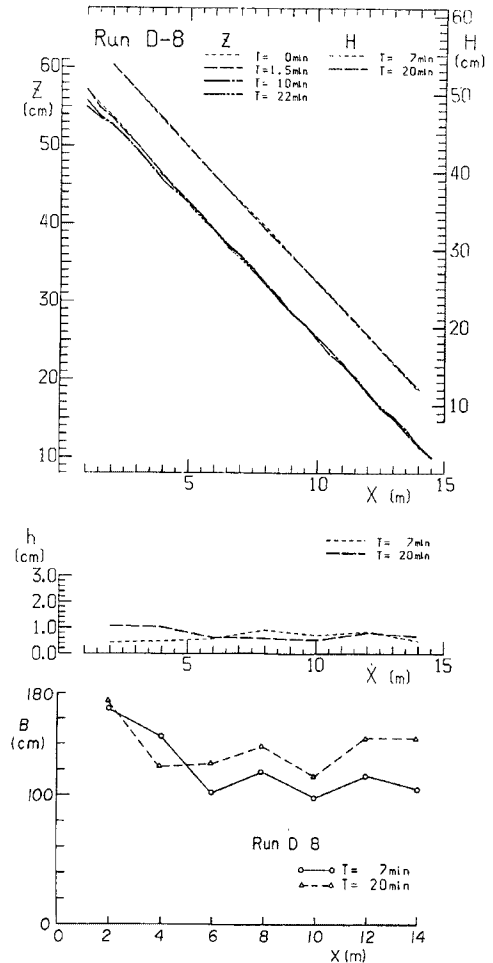 Run D-8
Z
H
T= 0min
T=1.5min
T= 10min
T= 22min
T= 7min
T= 20min
Z
(cm)
60
50
40
30
20
10
H
(cm)
60
50
40
30
20
10
5
10
15
X (m)
h
(cm)
3.0
2.0
1.0
0.0
T= 7min
T= 20min
5
10
15
X (m)
B
(cm)
180
100
0
Run D 8
T= 7min
T= 20min
0 2 4 6 8 10 12 14
X (m)